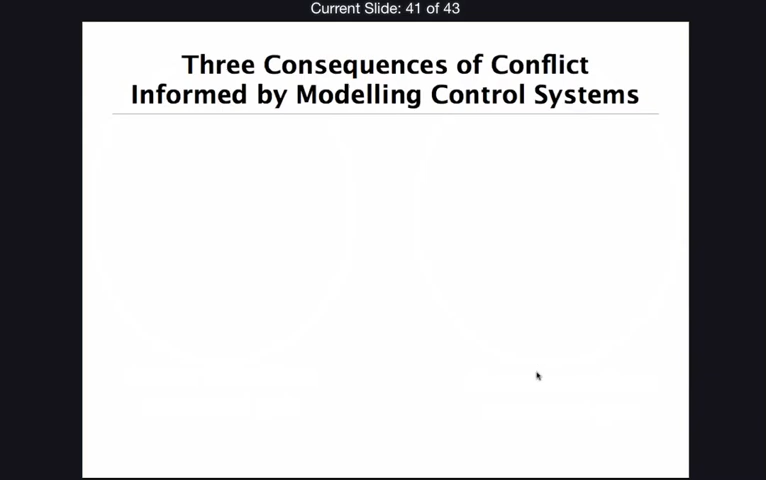 Current Slide: 41 of 43
Three Consequences of Conflict
Informed by Modelling Control Systems